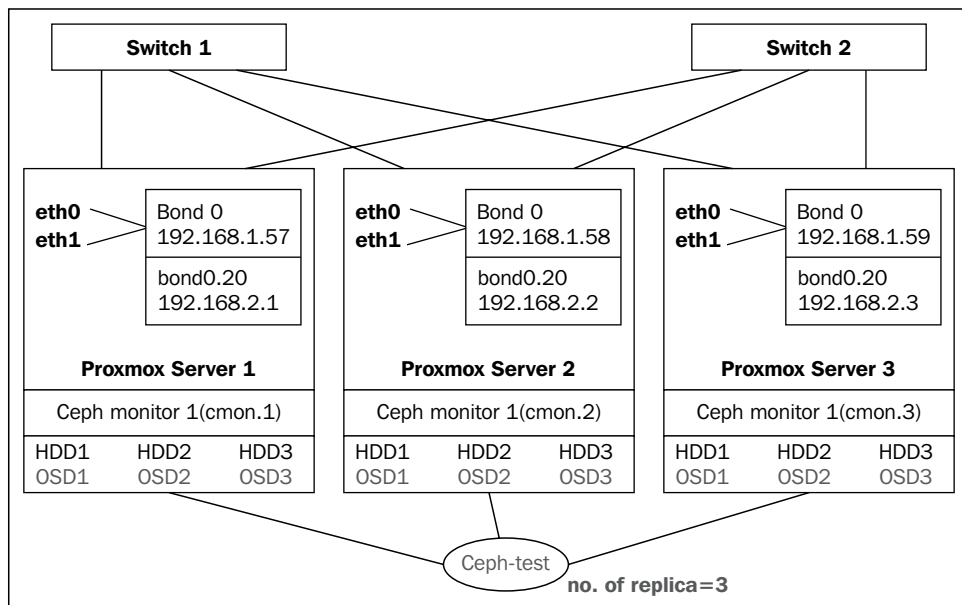 Switch 1
Switch 2
eth0
eth1
Bond 0
192.168.1.57
bond0.20
192.168.2.1
Proxmox Server 1
Ceph monitor 1(cmon.1)
HDD1 HDD2 HDD3
OSD1 OSD2 OSD3
eth0
eth1
Bond 0
192.168.1.58
bond0.20
192.168.2.2
Proxmox Server 2
Ceph monitor 1(cmon.2)
HDD1 HDD2 HDD3
OSD1 OSD2 OSD3
eth0
eth1
Bond 0
192.168.1.59
bond0.20
192.168.2.3
Proxmox Server 3
Ceph monitor 1(cmon.3)
HDD1 HDD2 HDD3
OSD1 OSD2 OSD3
Ceph-test
no. of replica=3